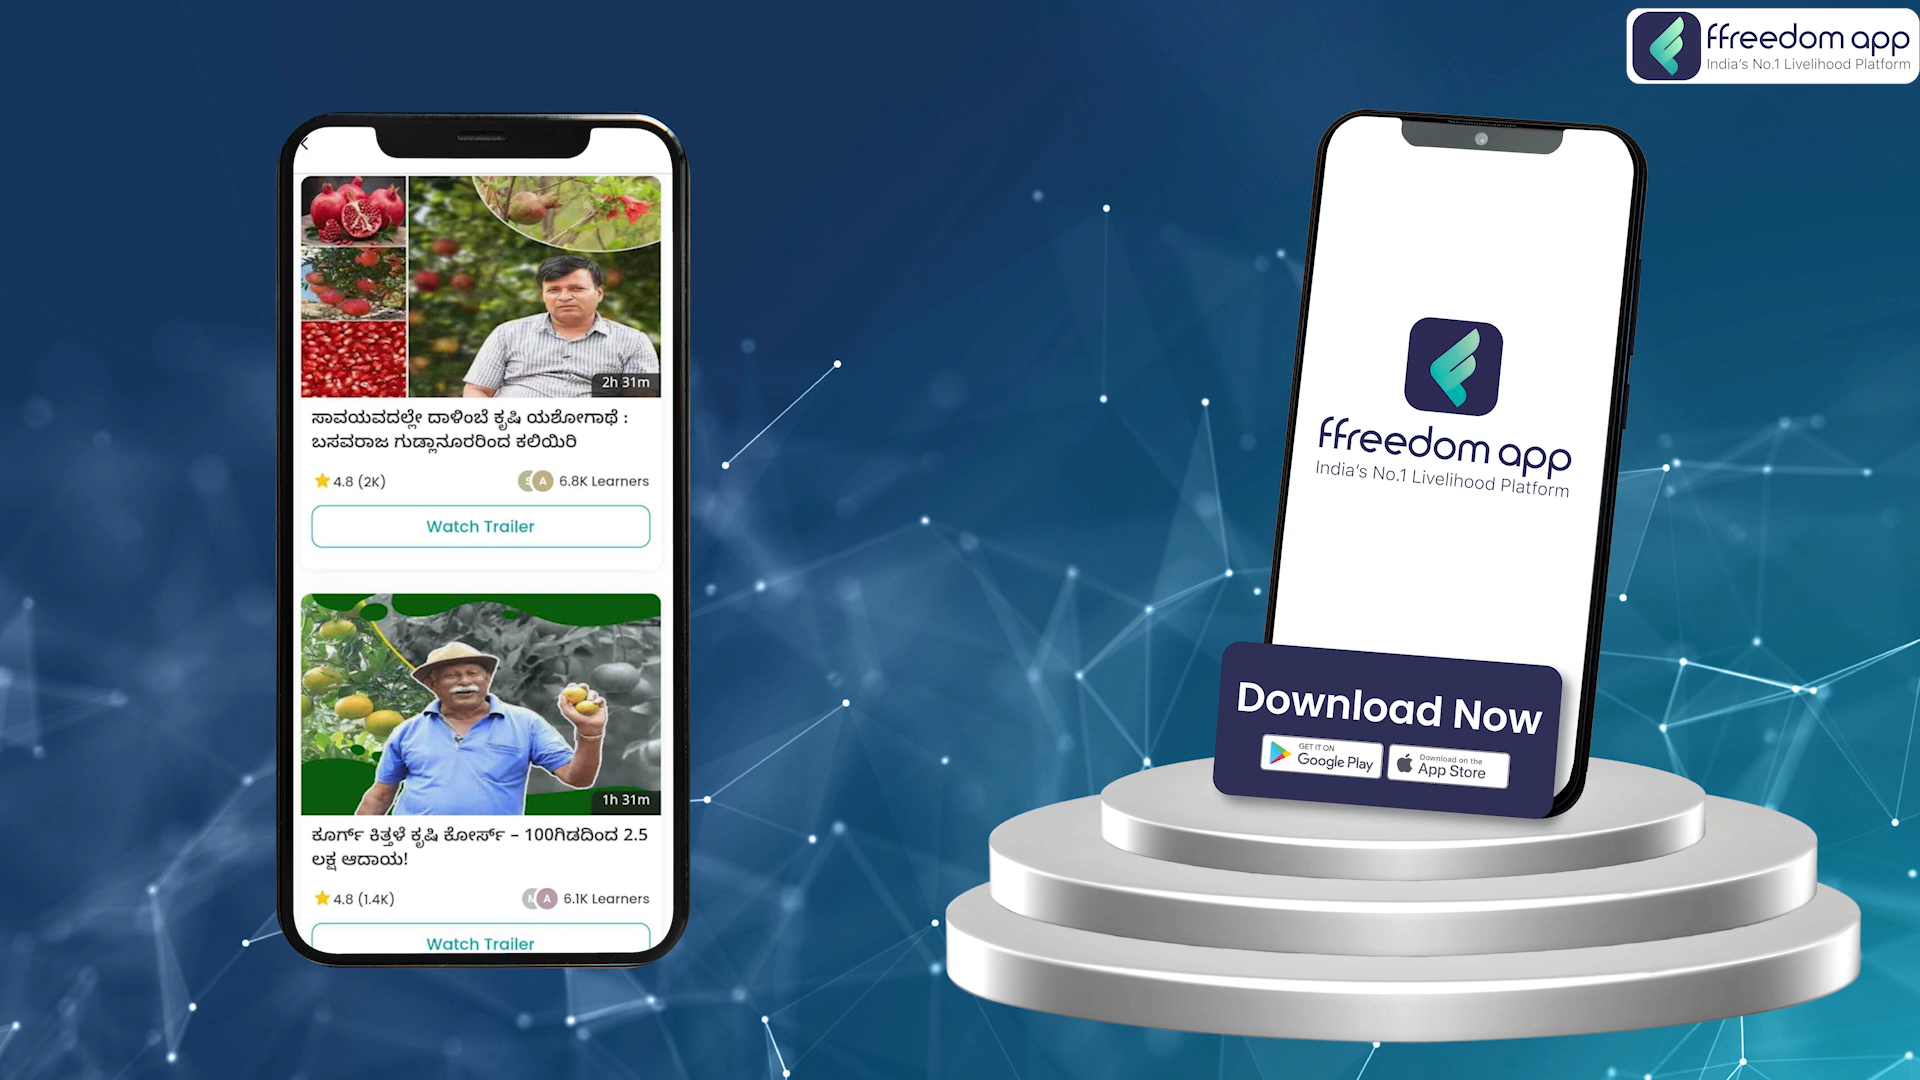 ffreedom app
India's No.1 Livelihood Platform
2h 31m
ಸಾವಯವದಲ್ಲೇ ದಾಳಿಂಬೆ ಕೃಷಿ ಯಶೋಗಾಥೆ :
ಬಸವರಾಜ ಗುಡ್ಲಾನೂರರಿಂದ ಕಲಿಯಿರಿ
4.8 (2K)
S A 6.8K Learners
Watch Trailer
1h 31m
ಕೂರ್ಗ್ ಕಿತ್ತಳೆ ಕೃಷಿ ಕೋರ್ಸ್ – 100ಗಿಡದಿಂದ 2.5
ಲಕ್ಷ ಆದಾಯ!
4.8 (1.4K)
N A 6.1K Learners
Watch Trailer
ffreedom app
India's No.1 Livelihood Platform
Download Now
GET IT ON
Google Play
Download on the
App Store